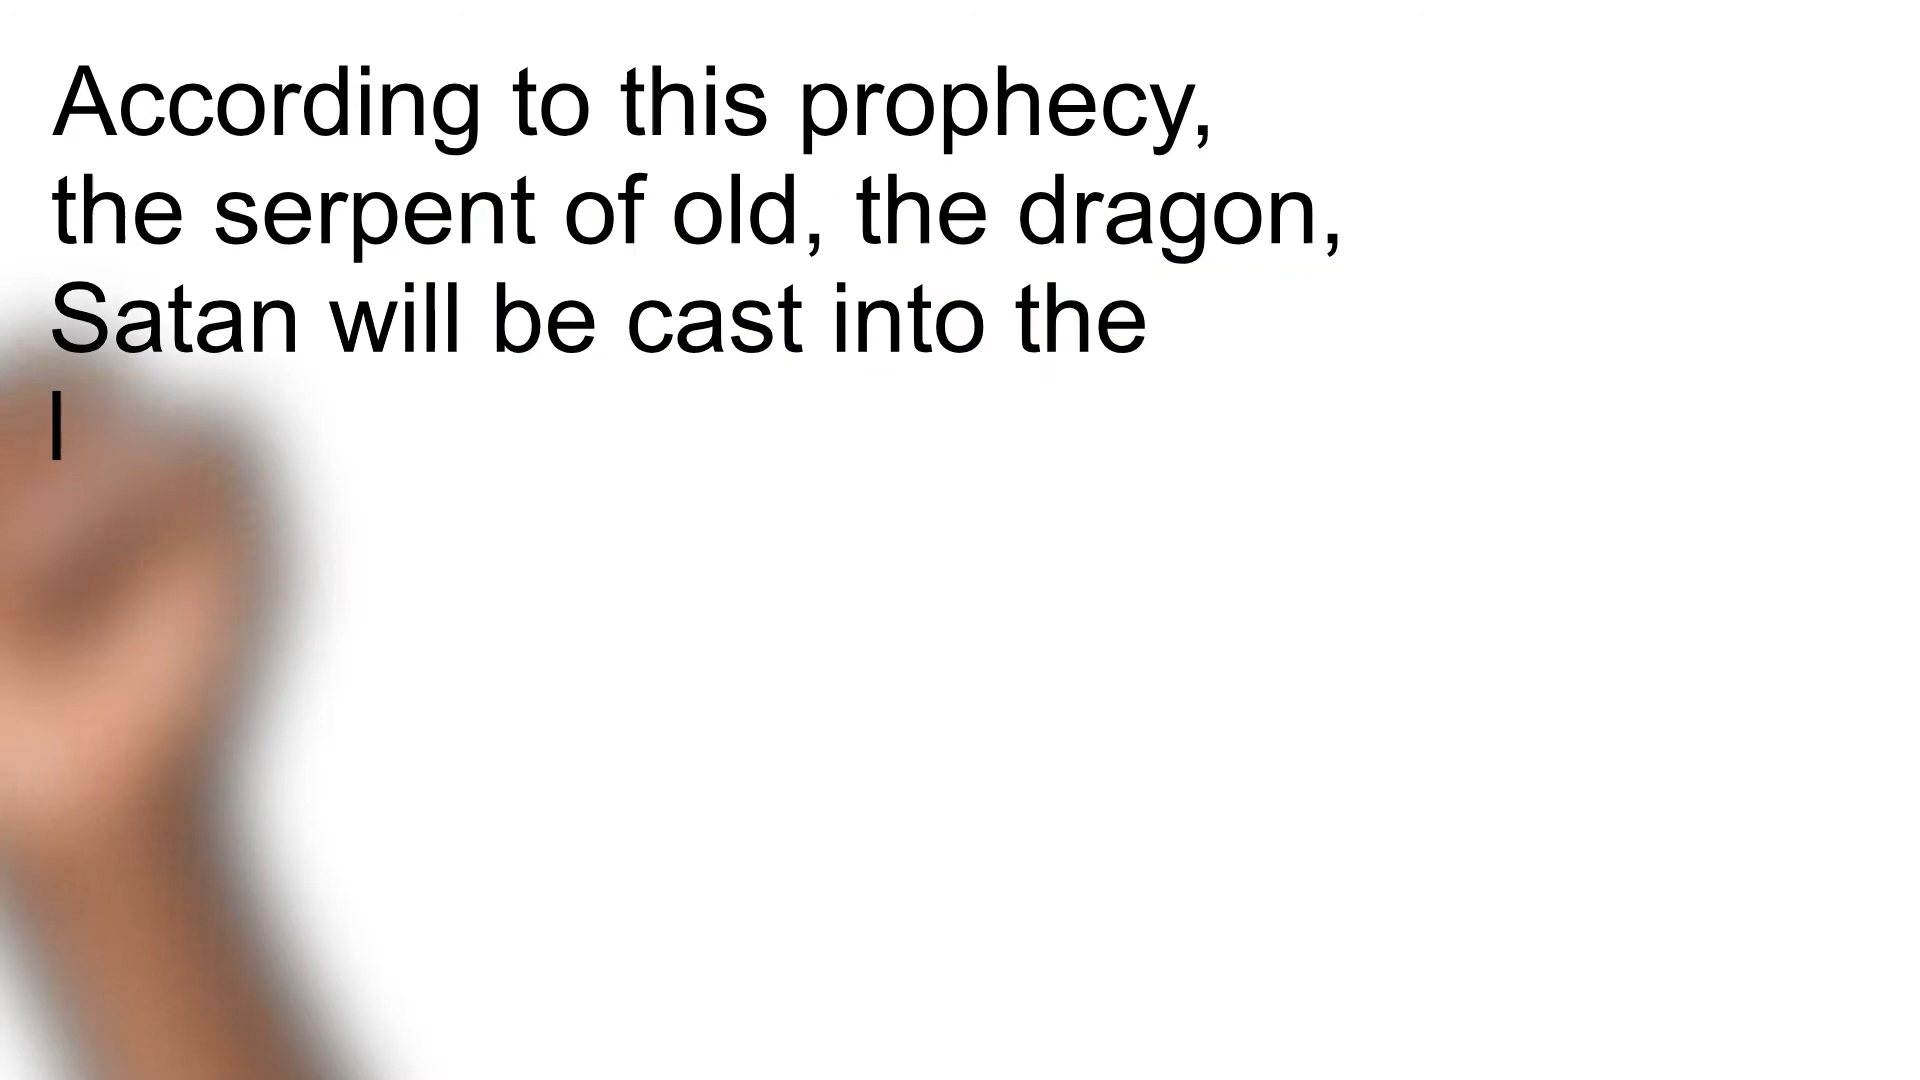 According to this prophecy,
the serpent of old, the dragon,
Satan will be cast into the
l